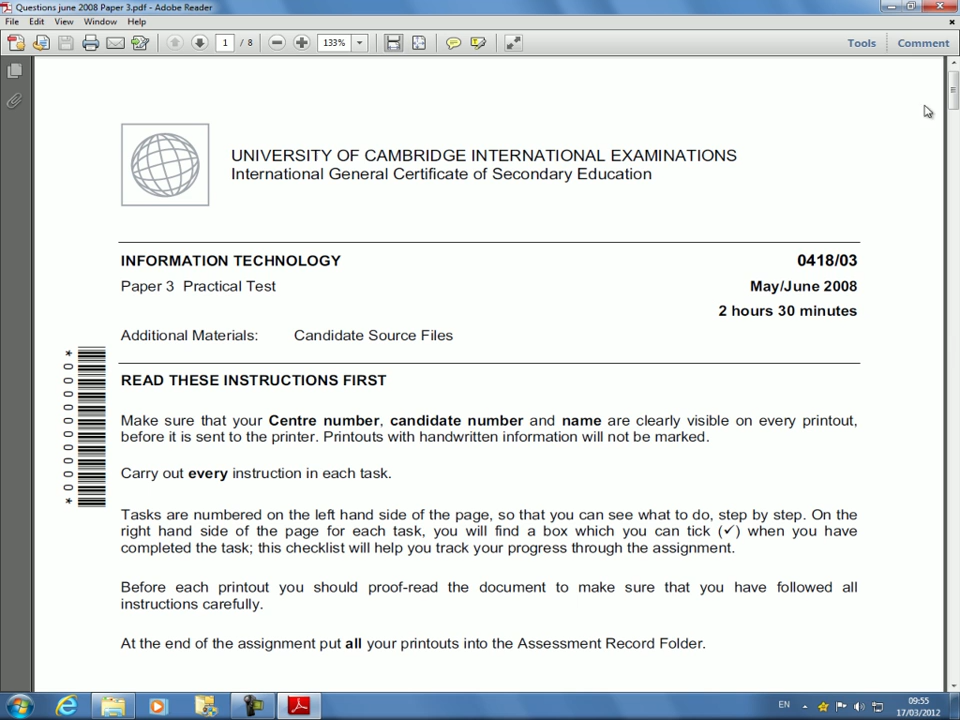 Questions june 2008 Paper 3.pdf - Adobe Reader
File Edit View Window Help
1 / 8 133% Tools Comment
UNIVERSITY OF CAMBRIDGE INTERNATIONAL EXAMINATIONS
International General Certificate of Secondary Education
INFORMATION TECHNOLOGY 0418/03
Paper 3 Practical Test May/June 2008
2 hours 30 minutes
Additional Materials: Candidate Source Files
READ THESE INSTRUCTIONS FIRST
Make sure that your Centre number, candidate number and name are clearly visible on every printout,
before it is sent to the printer. Printouts with handwritten information will not be marked.
Carry out every instruction in each task.
Tasks are numbered on the left hand side of the page, so that you can see what to do, step by step. On the
right hand side of the page for each task, you will find a box which you can tick (✓) when you have
completed the task; this checklist will help you track your progress through the assignment.
Before each printout you should proof-read the document to make sure that you have followed all
instructions carefully.
At the end of the assignment put all your printouts into the Assessment Record Folder.
*0000000000*
EN 09:55
17/03/2012